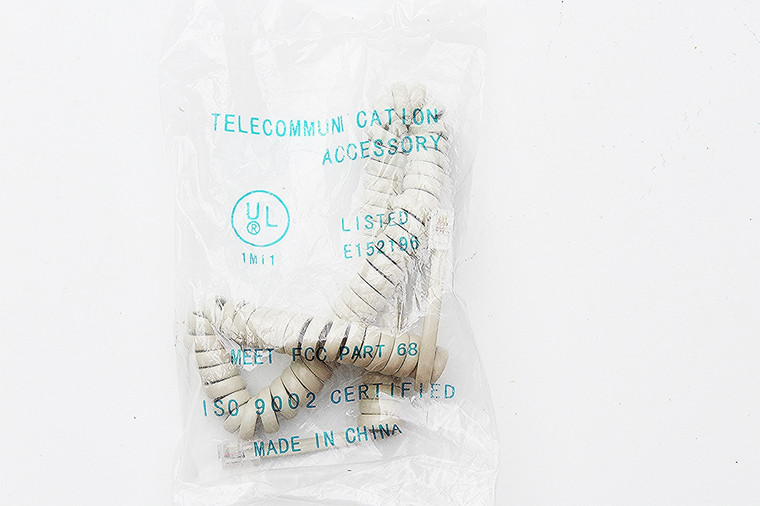 TELECOMMUNI CATION
ACCESSORY
UL
®
1Mi1
LISTED
E152196
MEET FCC PART 68
ISO 9002 CERTIFIED
MADE IN CHINA